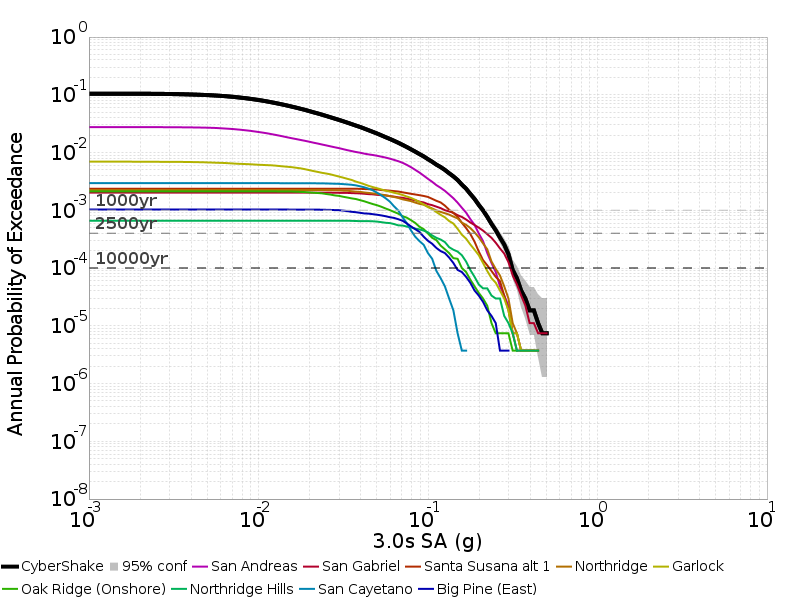 10^0
10^-1
10^-2
10^-3
10^-4
10^-5
10^-6
10^-7
10^-8
Annual Probability of Exceedance
1000yr
2500yr
10000yr
10^-3 10^-2 10^-1 10^0 10^1
3.0s SA (g)
CyberShake 95% conf San Andreas San Gabriel Santa Susana alt 1 Northridge Garlock
Oak Ridge (Onshore) Northridge Hills San Cayetano Big Pine (East)